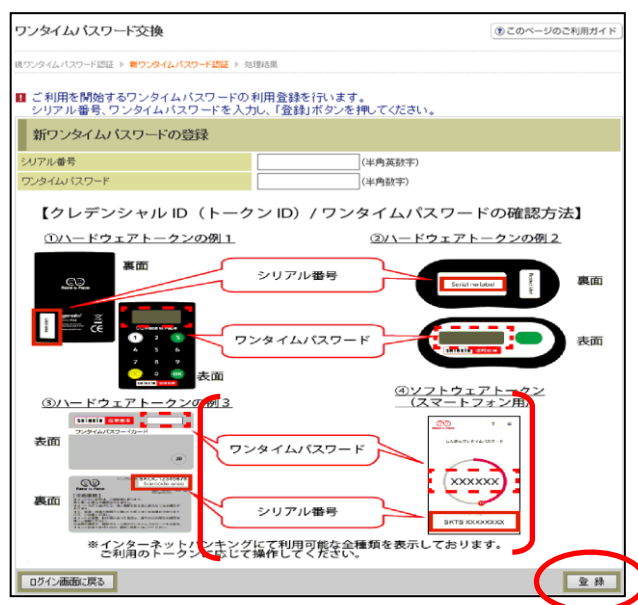 ワンタイムパスワード交換
このページのご利用ガイド
現ワンタイムパスワード認証 ▶ 新ワンタイムパスワード認証 ▶ 処理結果
ご利用を開始するワンタイムパスワードの利用登録を行います。
シリアル番号、ワンタイムパスワードを入力し、「登録」ボタンを押してください。
新ワンタイムパスワードの登録
シリアル番号 (半角英数字)
ワンタイムパスワード (半角数字)
【クレデンシャル ID（トークン ID）/ ワンタイムパスワードの確認方法】
①ハードウェアトークンの例1
②ハードウェアトークンの例2
裏面
シリアル番号
Serial no label
裏面
ワンタイムパスワード
表面
表面
③ハードウェアトークンの例3
④ソフトウェアトークン
（スマートフォン用）
表面
ワンタイムパスワードカード
ワンタイムパスワード
XXXXXX
裏面
シリアル番号
SKTS XXXXXXXX
※インターネットバンキングにて利用可能な全種類を表示しております。
ご利用のトークンに応じて操作してください。
ログイン画面に戻る
登 録